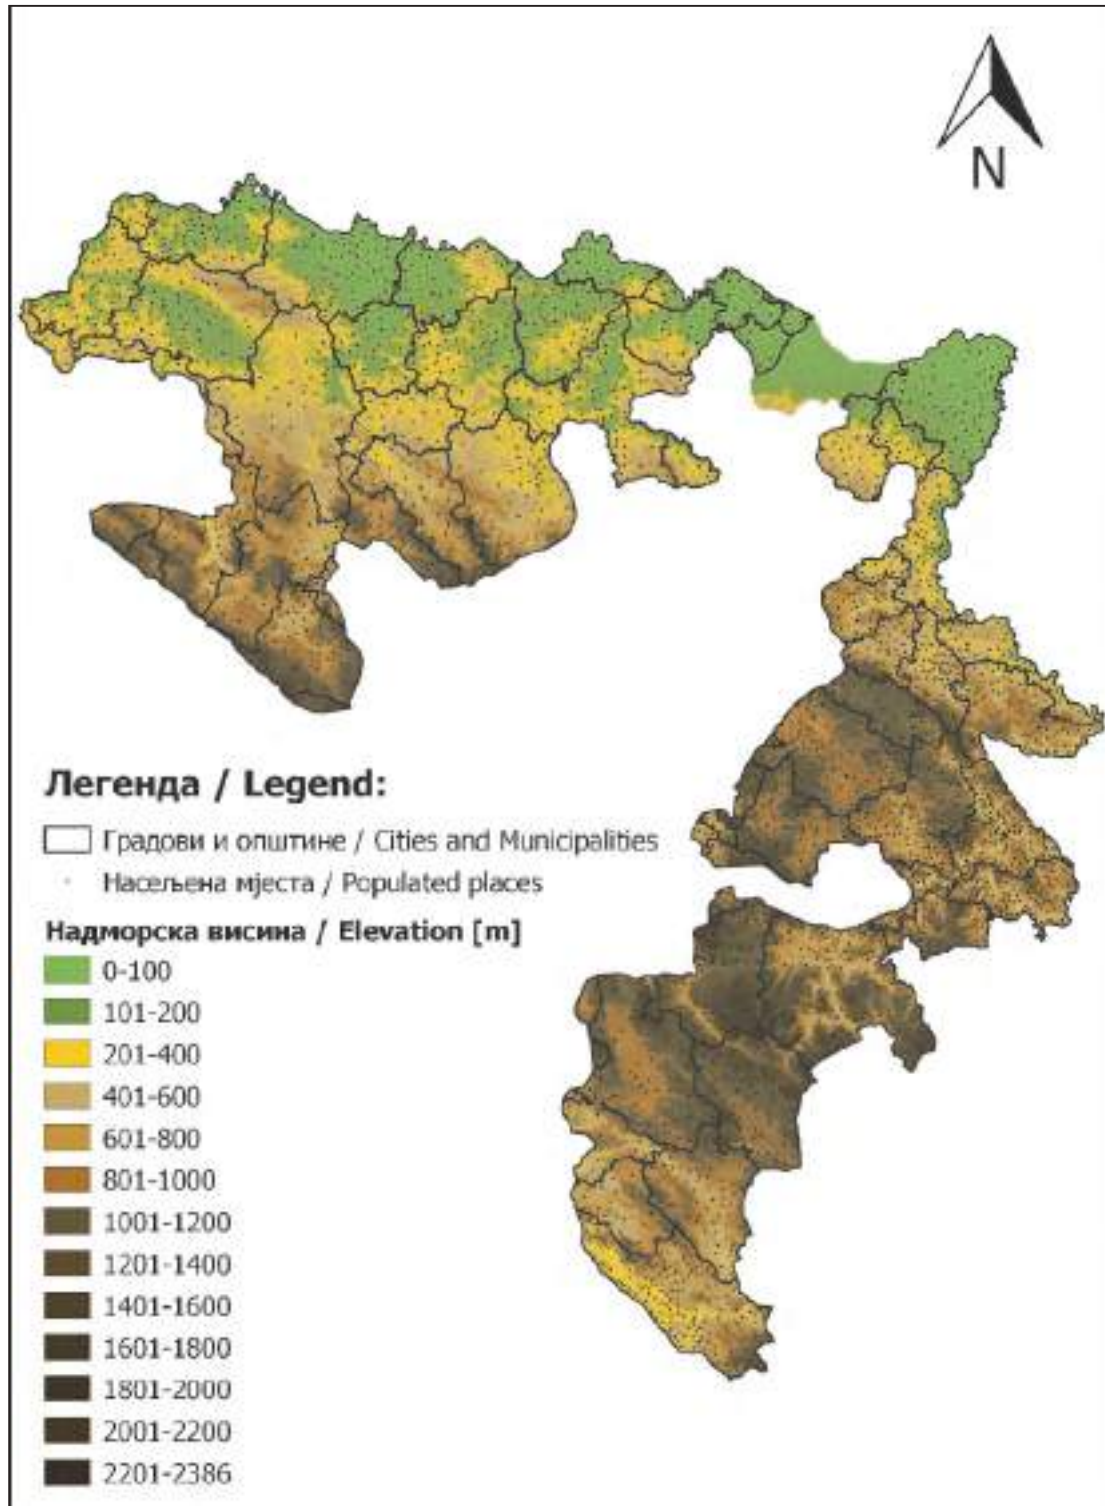 N
Легенда / Legend:
Градови и општине / Cities and Municipalities
Насељена мјеста / Populated places
Надморска висина / Elevation [m]
0-100
101-200
201-400
401-600
601-800
801-1000
1001-1200
1201-1400
1401-1600
1601-1800
1801-2000
2001-2200
2201-2386